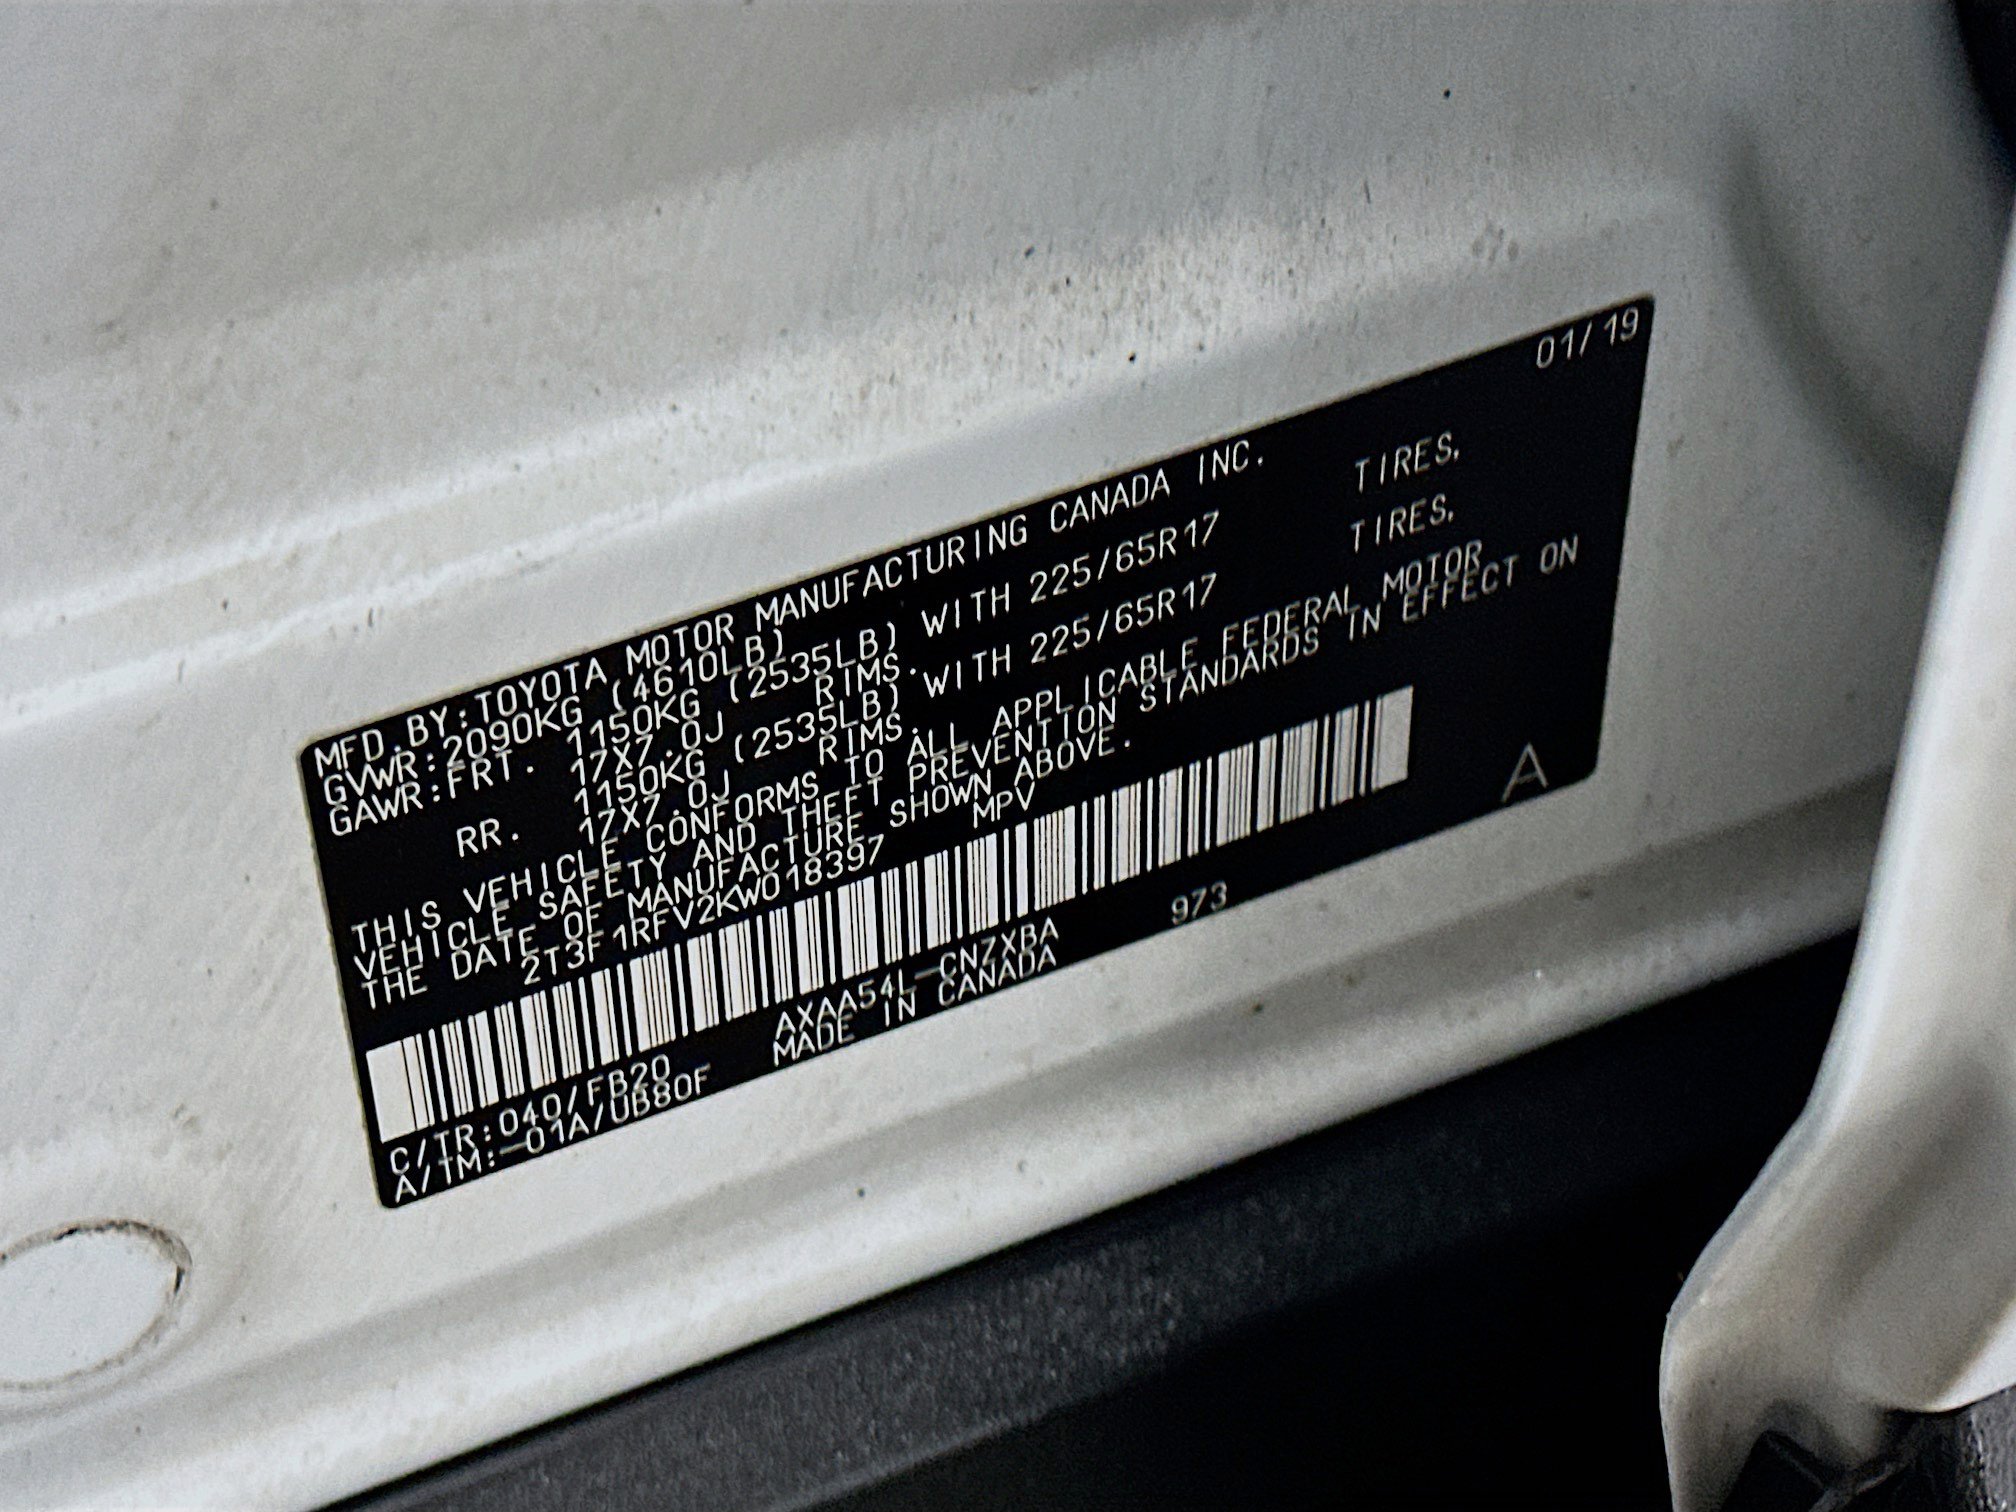 01/19
MFD.BY:TOYOTA MOTOR MANUFACTURING CANADA INC.
GVWR:2090KG (4610LB)
GAWR:FRT. 1150KG (2535LB) WITH 225/65R17 TIRES,
17X7.0J RIMS.
RR. 1150KG (2535LB) WITH 225/65R17 TIRES,
17X7.0J RIMS.
THIS VEHICLE CONFORMS TO ALL APPLICABLE FEDERAL MOTOR
VEHICLE SAFETY AND THEFT PREVENTION STANDARDS IN EFFECT ON
THE DATE OF MANUFACTURE SHOWN ABOVE.
2T3F1RFV2KW018397 MPV
A
973
C/TR:040/FB20 AXAA54L-CNZXBA
A/TM:-01A/UB80F MADE IN CANADA